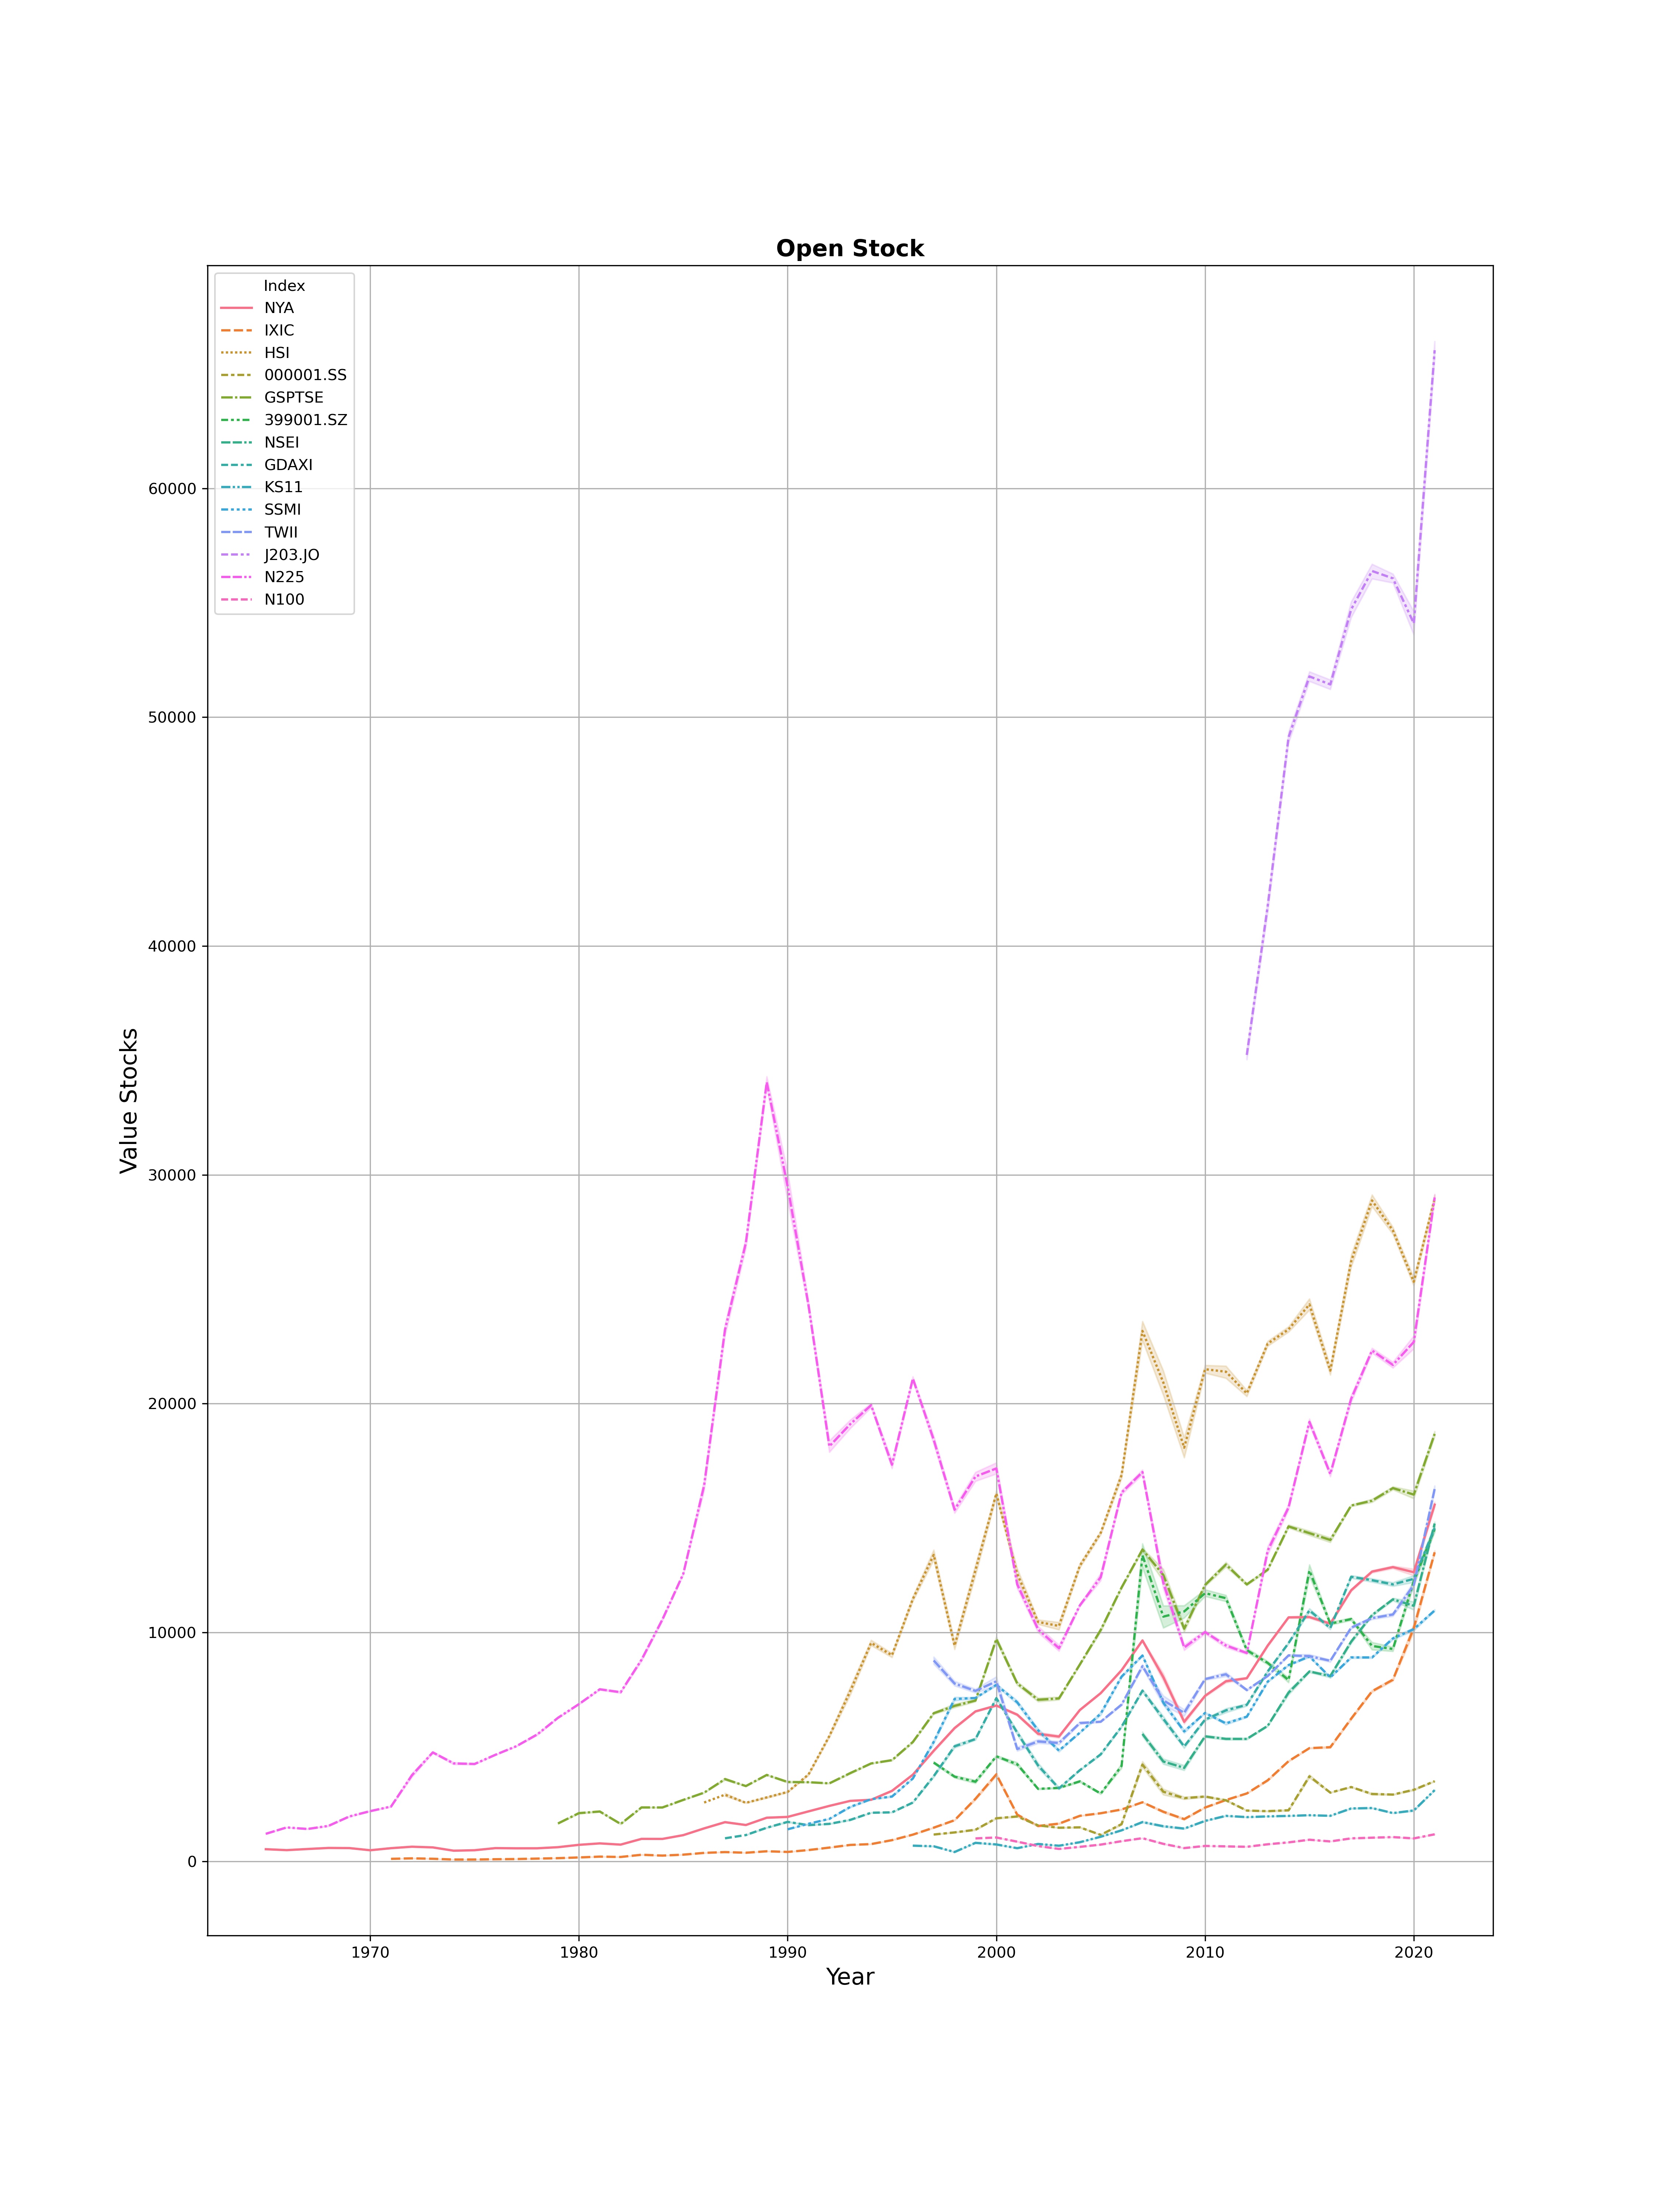 Open Stock
Index
NYA
IXIC
HSI
000001.SS
GSPTSE
399001.SZ
NSEI
GDAXI
KS11
SSMI
TWII
J203.JO
N225
N100
Value Stocks
60000
50000
40000
30000
20000
10000
0
1970 1980 1990 2000 2010 2020
Year